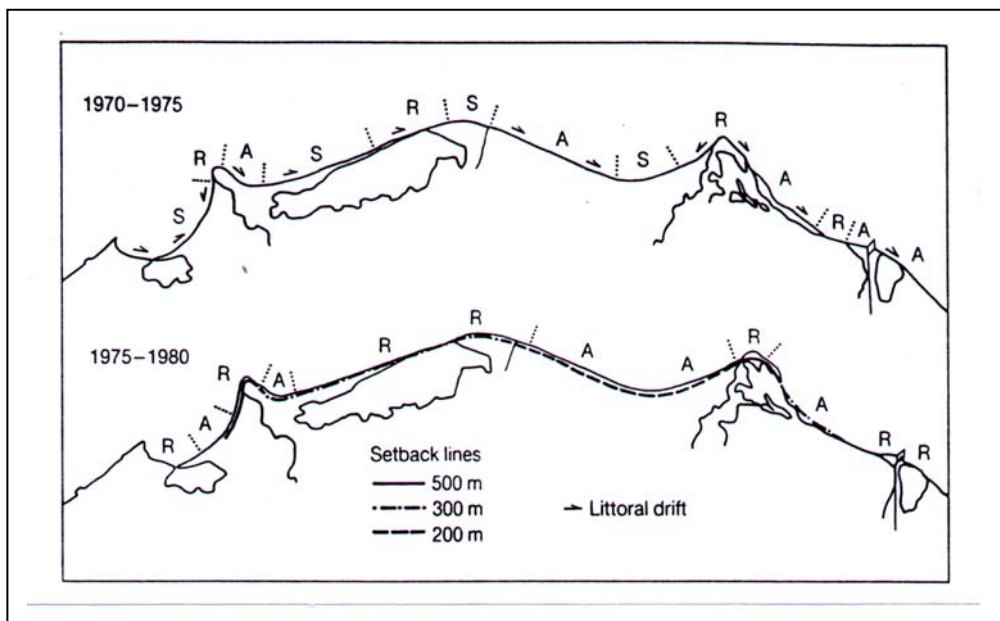 1970–1975
R A S R S A S R A R A A
S
1975–1980
R A R A R R A A R A R R
Setback lines
500 m
300 m
200 m
Littoral drift